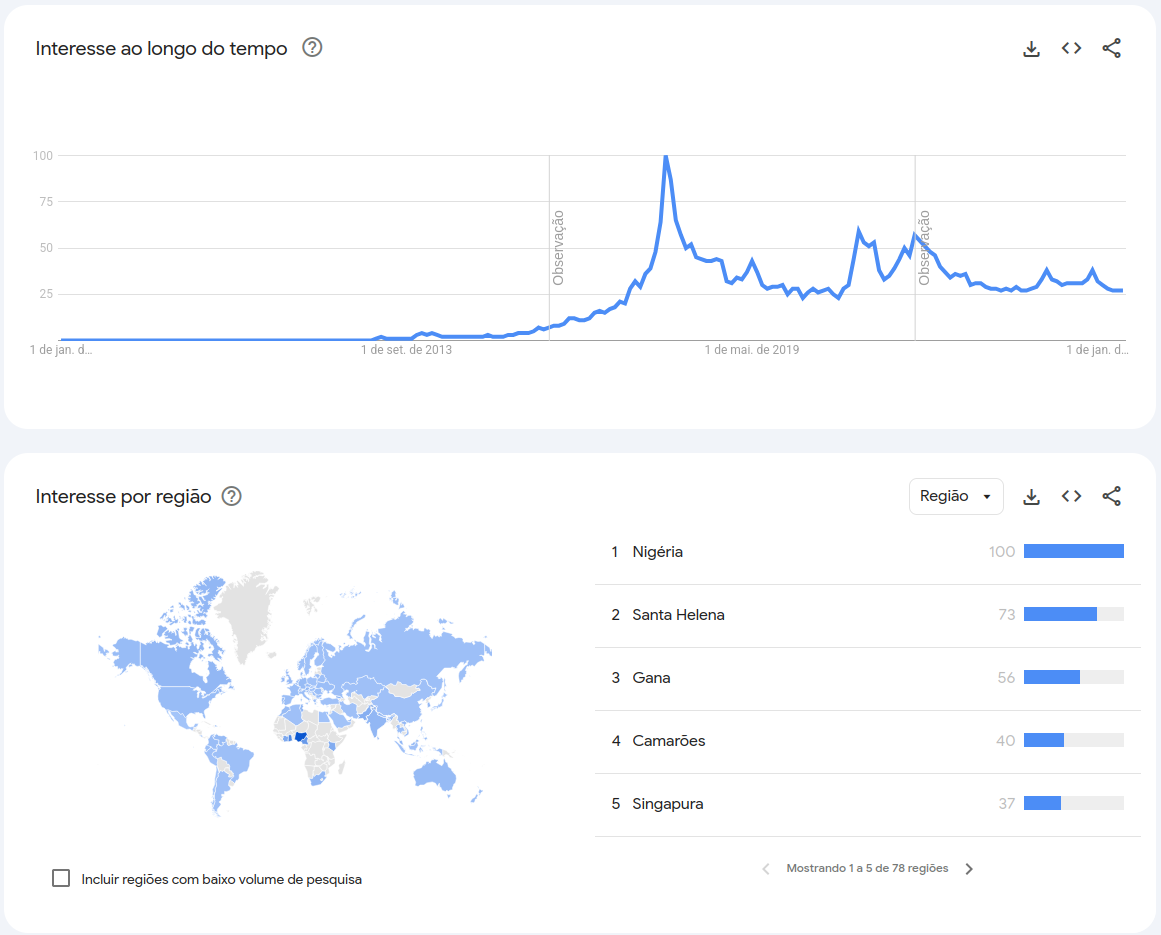 Interesse ao longo do tempo
100
75
50
25
Observação
Observação
1 de jan. d...
1 de set. de 2013
1 de mai. de 2019
1 de jan. d...
Interesse por região
Região
1 Nigéria 100
2 Santa Helena 73
3 Gana 56
4 Camarões 40
5 Singapura 37
Incluir regiões com baixo volume de pesquisa
Mostrando 1 a 5 de 78 regiões